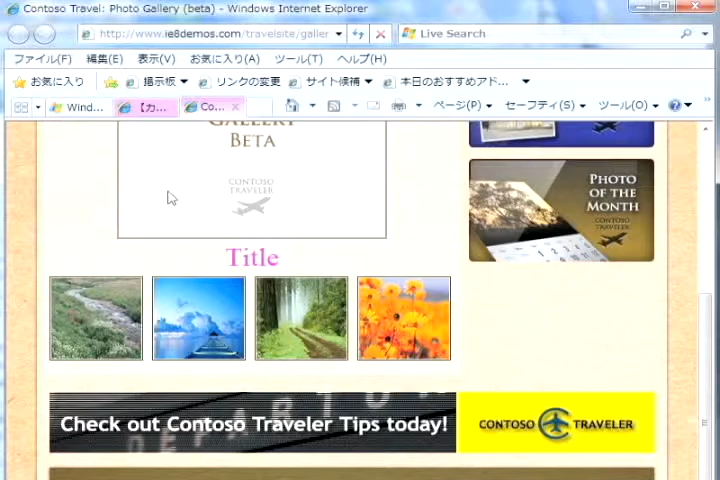 Contoso Travel: Photo Gallery (beta) - Windows Internet Explorer
http://www.ie8demos.com/travelsite/galler
Live Search
ファイル(F) 編集(E) 表示(V) お気に入り(A) ツール(T) ヘルプ(H)
お気に入り 掲示板 リンクの変更 サイト候補 本日のおすすめアド...
Wind... 【カ... Co... ページ(P) セーフティ(S) ツール(O)
GALLERY
BETA
CONTOSO
TRAVELER
PHOTO
OF THE
MONTH
CONTOSO
TRAVELER
Title
Check out Contoso Traveler Tips today!
DEPARTO
CONTOSO TRAVELER